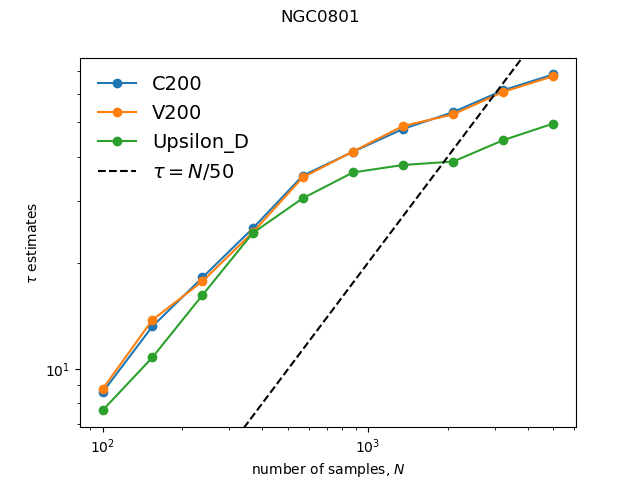 NGC0801
C200
V200
Upsilon_D
τ = N/50
τ estimates
10¹
10² 10³
number of samples, N